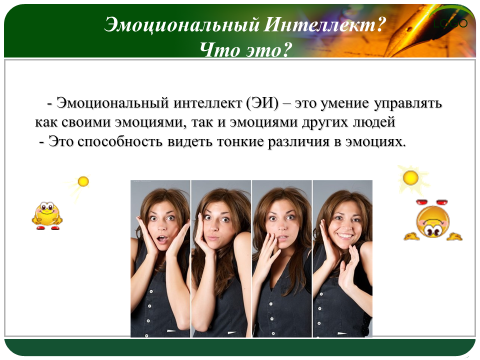 Эмоциональный Интеллект?
Что это?
- Эмоциональный интеллект (ЭИ) – это умение управлять
как своими эмоциями, так и эмоциями других людей
- Это способность видеть тонкие различия в эмоциях.